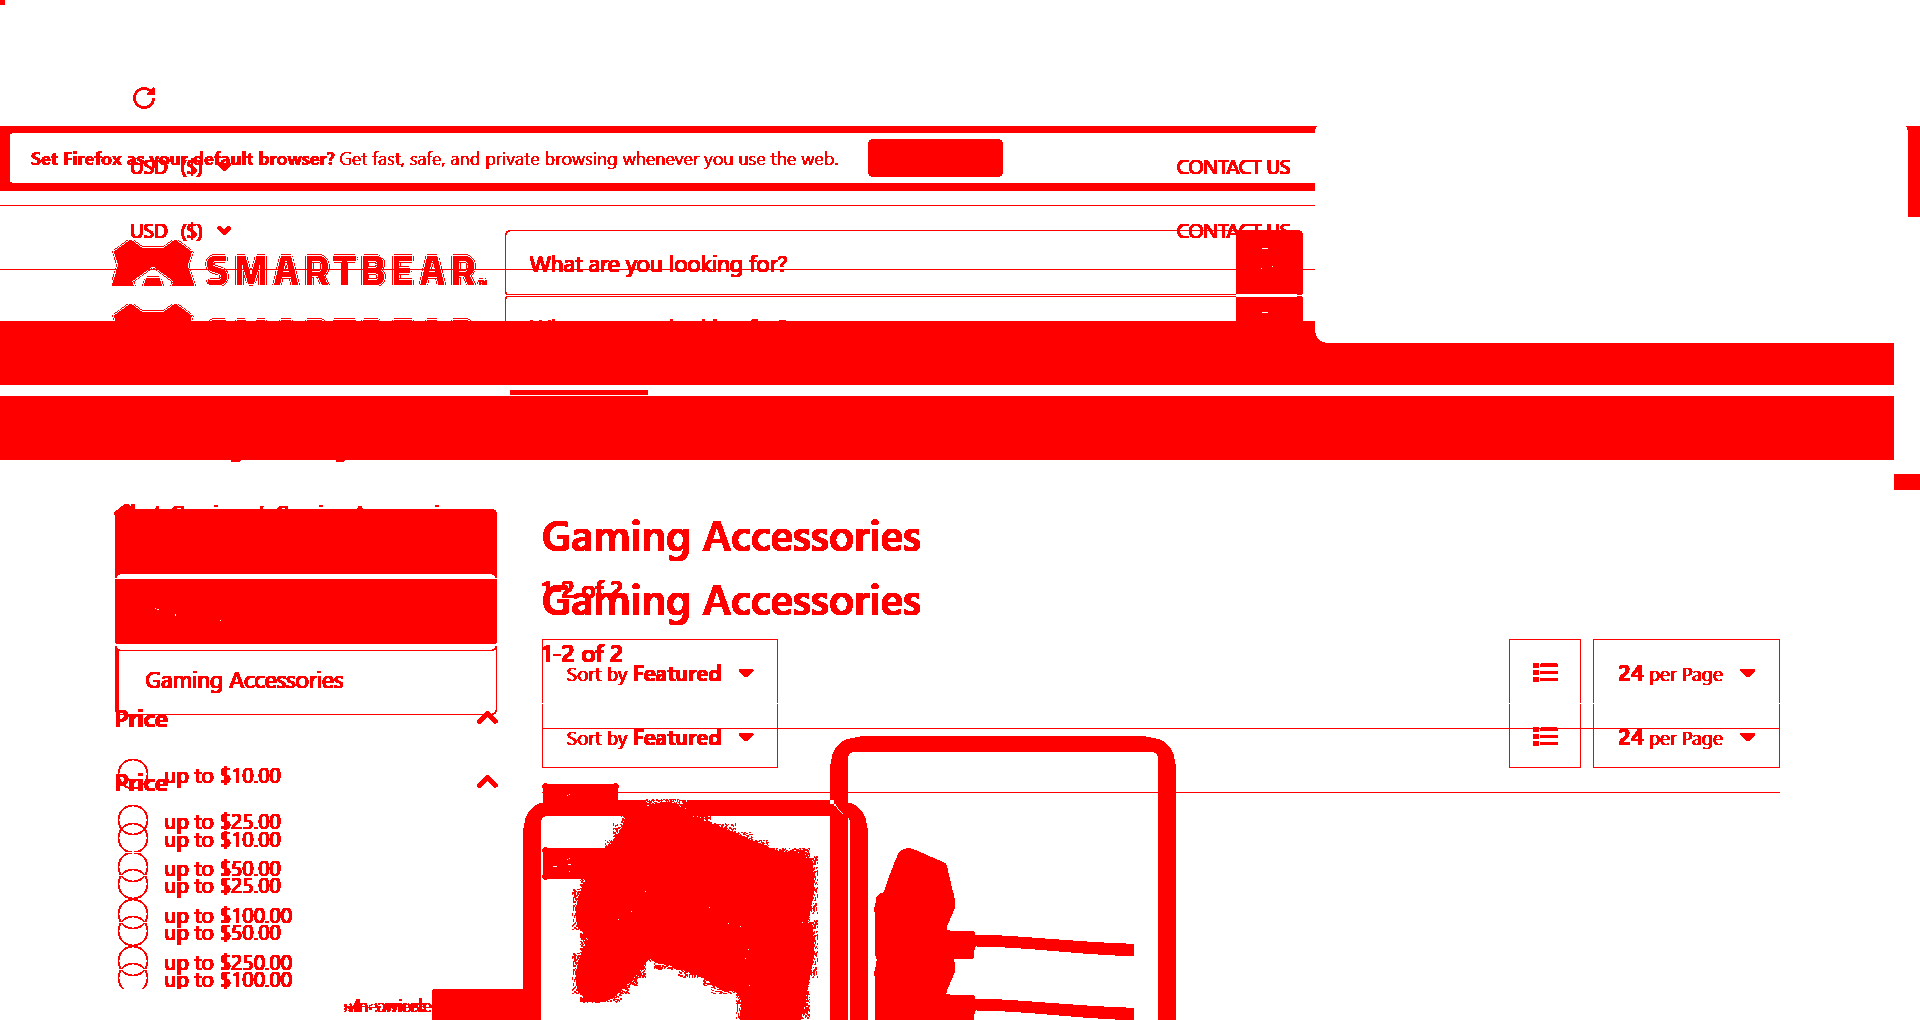 Set Firefox as your default browser? Get fast, safe, and private browsing whenever you use the web.
USD ($)
CONTACT US
USD ($)
CONTACT US
SMARTBEAR
What are you looking for?
Gaming Accessories
1-2 of 2
Gaming Accessories
1-2 of 2
Sort by Featured
24 per Page
Gaming Accessories
Price
Sort by Featured
24 per Page
up to $10.00
Price
up to $25.00
up to $10.00
up to $50.00
up to $25.00
up to $100.00
up to $50.00
up to $250.00
up to $100.00